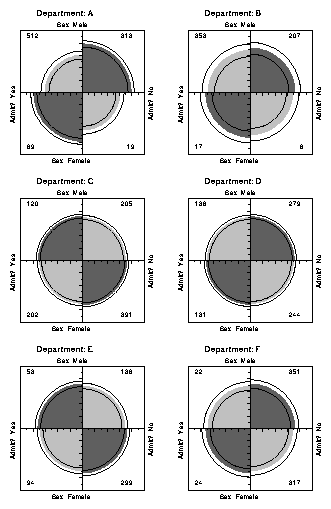 Department: A
Sex Male
512 313
Admit? Yes
Admit? No
89 19
Sex Female
Department: B
Sex Male
353 207
Admit? Yes
Admit? No
17 8
Sex Female
Department: C
Sex Male
120 205
Admit? Yes
Admit? No
202 391
Sex Female
Department: D
Sex Male
138 279
Admit? Yes
Admit? No
131 244
Sex Female
Department: E
Sex Male
53 138
Admit? Yes
Admit? No
94 299
Sex Female
Department: F
Sex Male
22 351
Admit? Yes
Admit? No
24 317
Sex Female